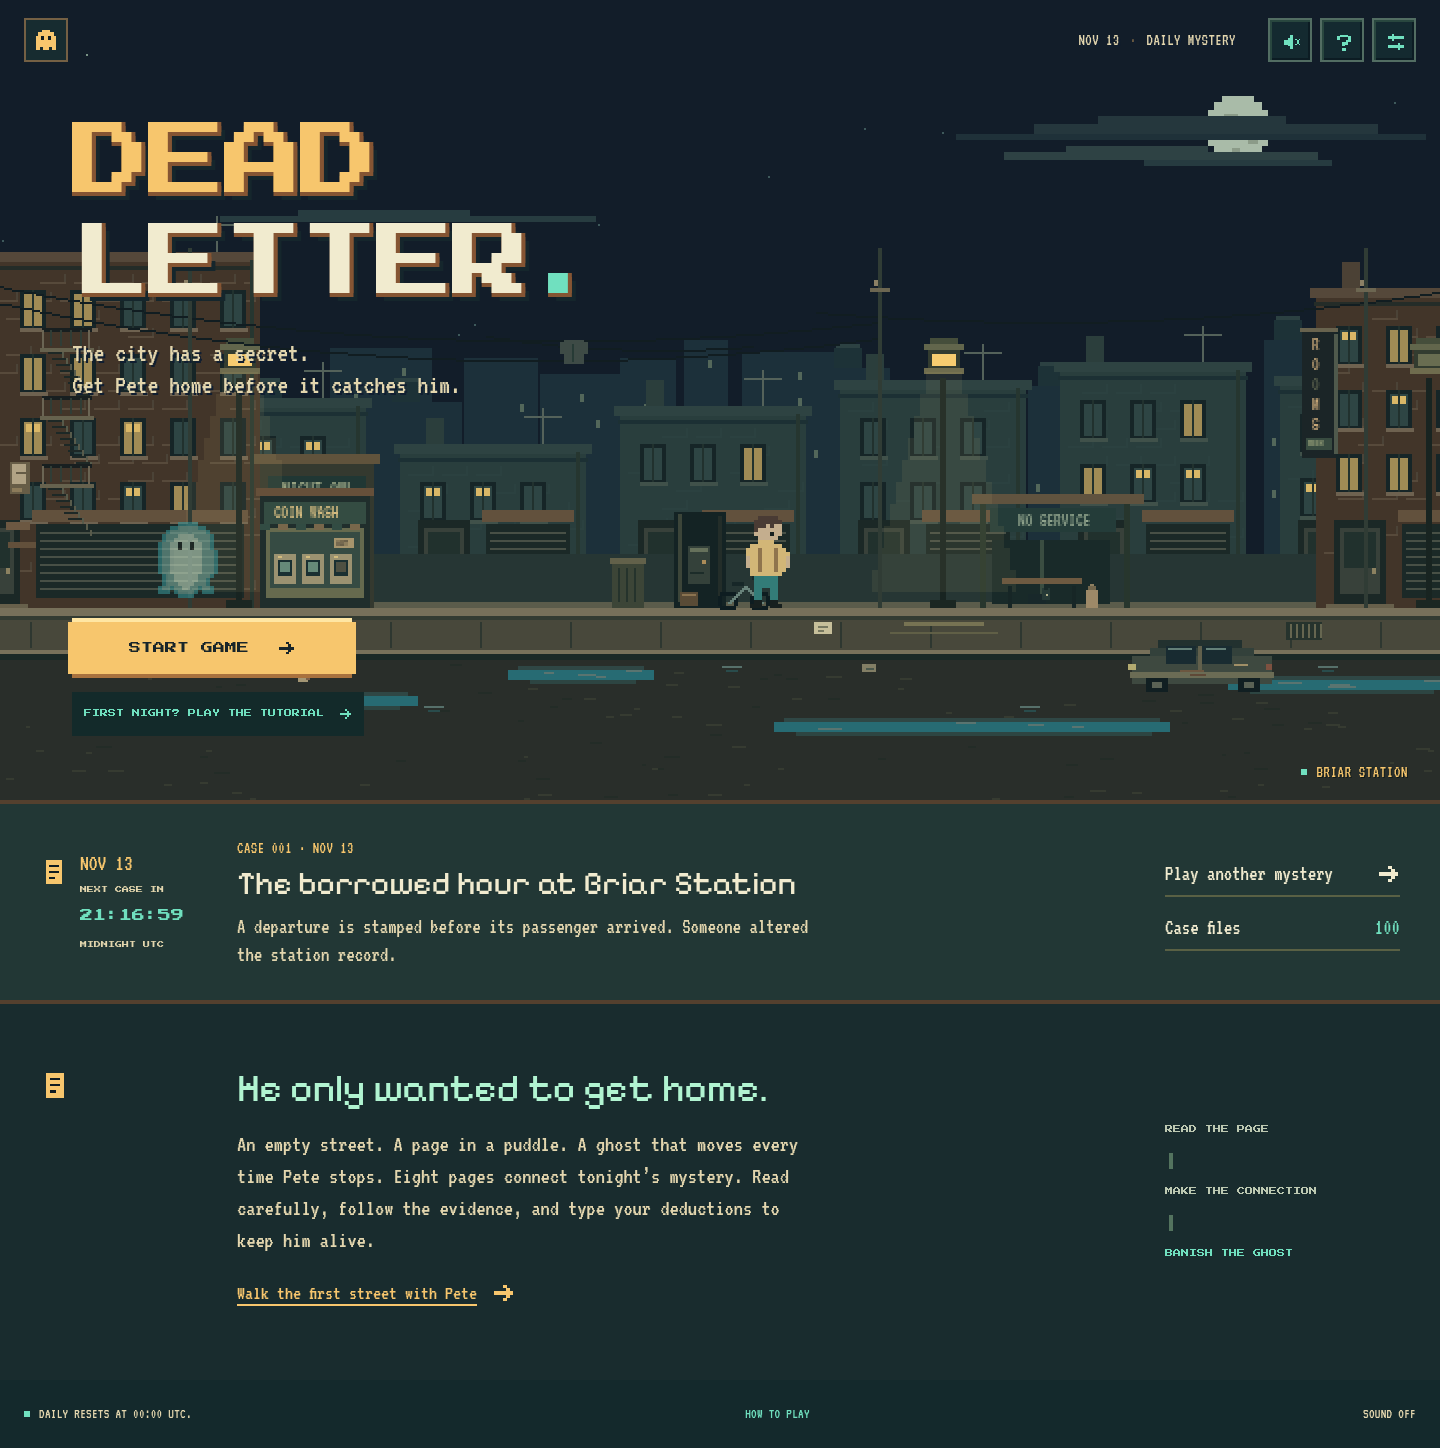 NOV 13 · DAILY MYSTERY
?
DEAD
LETTER.
The city has a secret.
Get Pete home before it catches him.
ROOMS
NIGHT OWL
COIN WASH
NO SERVICE
START GAME
FIRST NIGHT? PLAY THE TUTORIAL
BRIAR STATION
NOV 13
NEXT CASE IN
21:16:59
MIDNIGHT UTC
CASE 001 · NOV 13
The borrowed hour at Briar Station
A departure is stamped before its passenger arrived. Someone altered
the station record.
Play another mystery
Case files 100
He only wanted to get home.
An empty street. A page in a puddle. A ghost that moves every
time Pete stops. Eight pages connect tonight’s mystery. Read
carefully, follow the evidence, and type your deductions to
keep him alive.
Walk the first street with Pete
READ THE PAGE
MAKE THE CONNECTION
BANISH THE GHOST
DAILY RESETS AT 00:00 UTC.
HOW TO PLAY
SOUND OFF